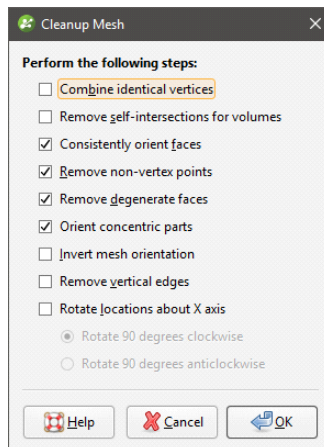 Cleanup Mesh
Perform the following steps:
Combine identical vertices
Remove self-intersections for volumes
Consistently orient faces
Remove non-vertex points
Remove degenerate faces
Orient concentric parts
Invert mesh orientation
Remove vertical edges
Rotate locations about X axis
Rotate 90 degrees clockwise
Rotate 90 degrees anticlockwise
Help Cancel OK